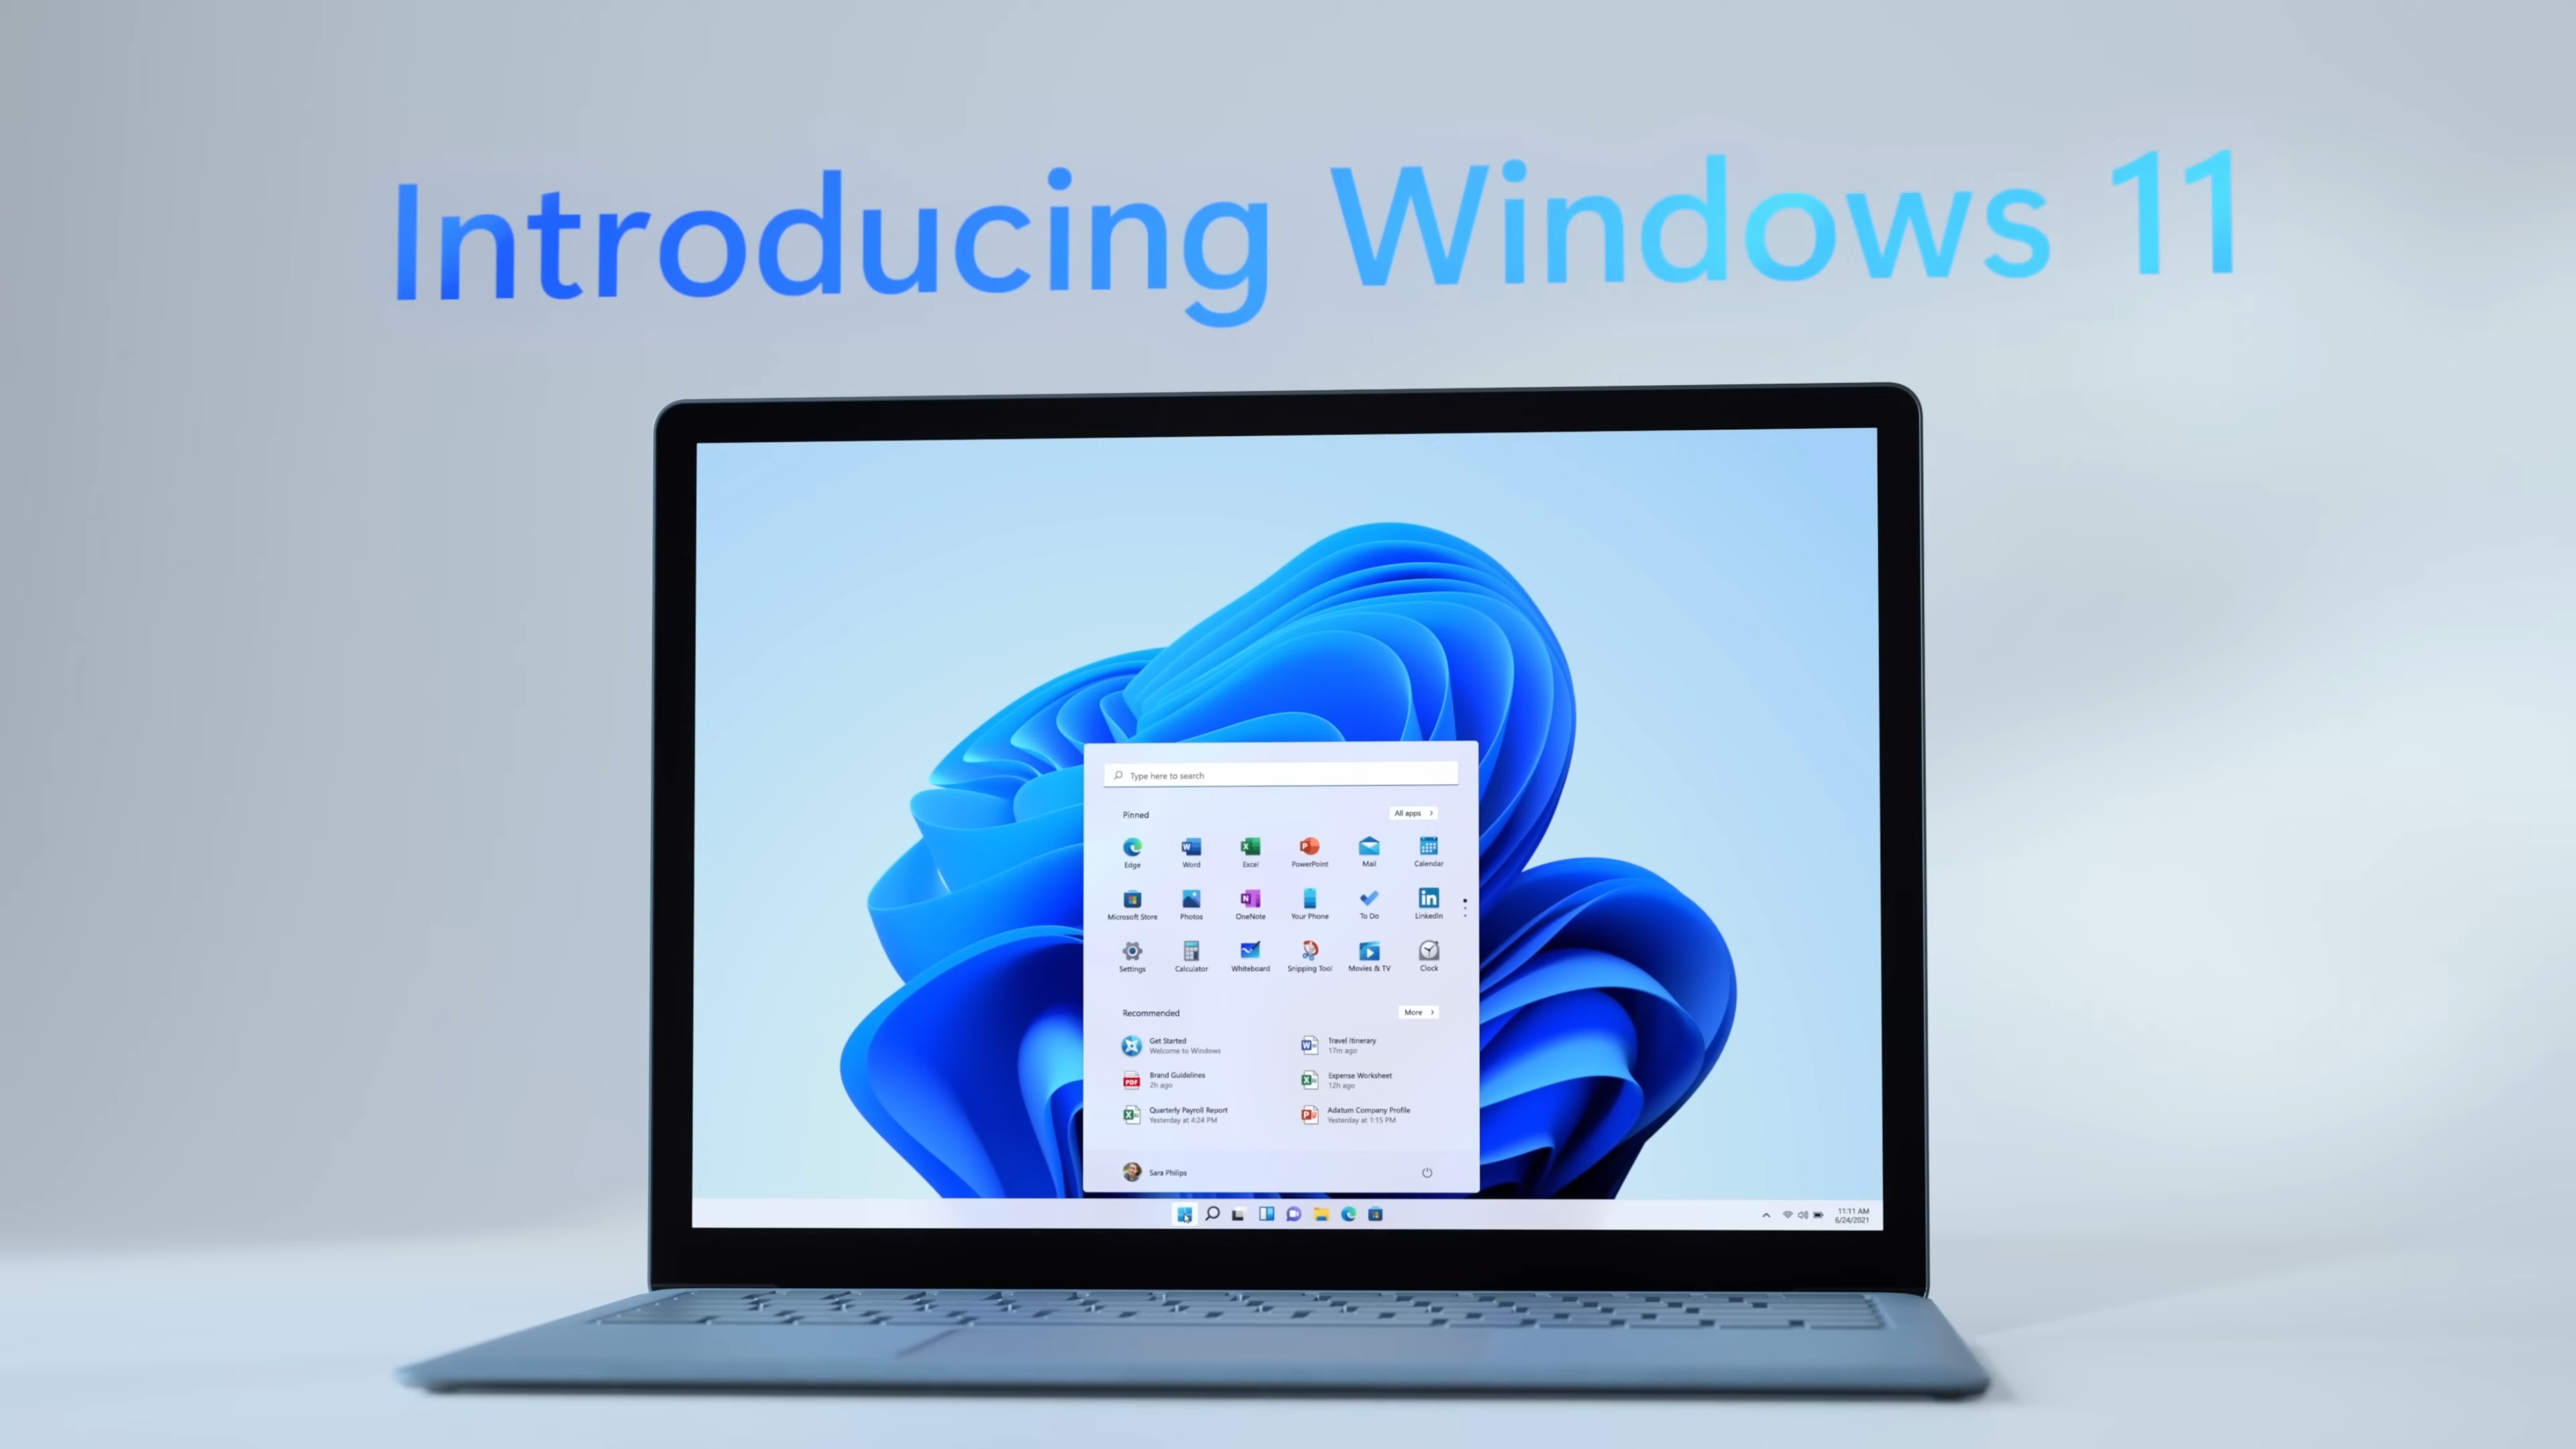 Introducing Windows 11
Type here to search
Pinned
All apps
Edge
Word
Excel
PowerPoint
Mail
Calendar
Microsoft Store
Photos
OneNote
Your Phone
To Do
LinkedIn
Settings
Calculator
Whiteboard
Snipping Tool
Movies & TV
Clock
Recommended
More
Get Started
Welcome to Windows
Travel Itinerary
17m ago
Brand Guidelines
2h ago
Expense Worksheet
12h ago
Quarterly Payroll Report
Yesterday at 4:24 PM
Adatum Company Profile
Yesterday at 1:15 PM
Sara Philips
11:11 AM
6/24/2021